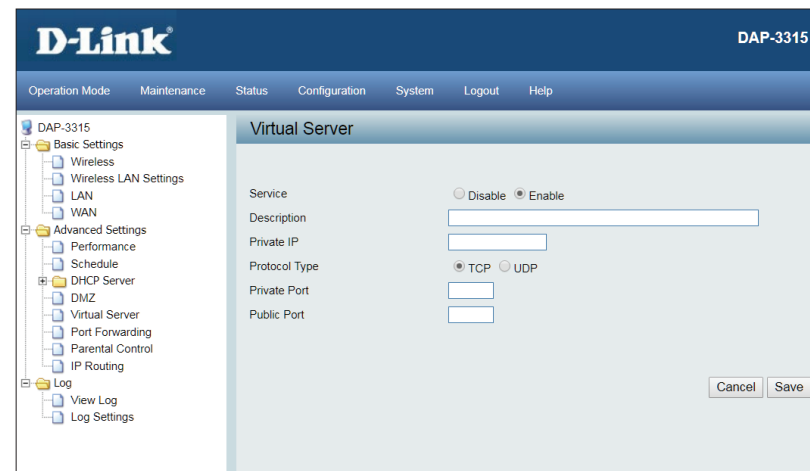 D-Link®
DAP-3315
Operation Mode Maintenance Status Configuration System Logout Help
DAP-3315
Basic Settings
Wireless
Wireless LAN Settings
LAN
WAN
Advanced Settings
Performance
Schedule
DHCP Server
DMZ
Virtual Server
Port Forwarding
Parental Control
IP Routing
Log
View Log
Log Settings
Virtual Server
Service Disable Enable
Description
Private IP
Protocol Type TCP UDP
Private Port
Public Port
Cancel Save